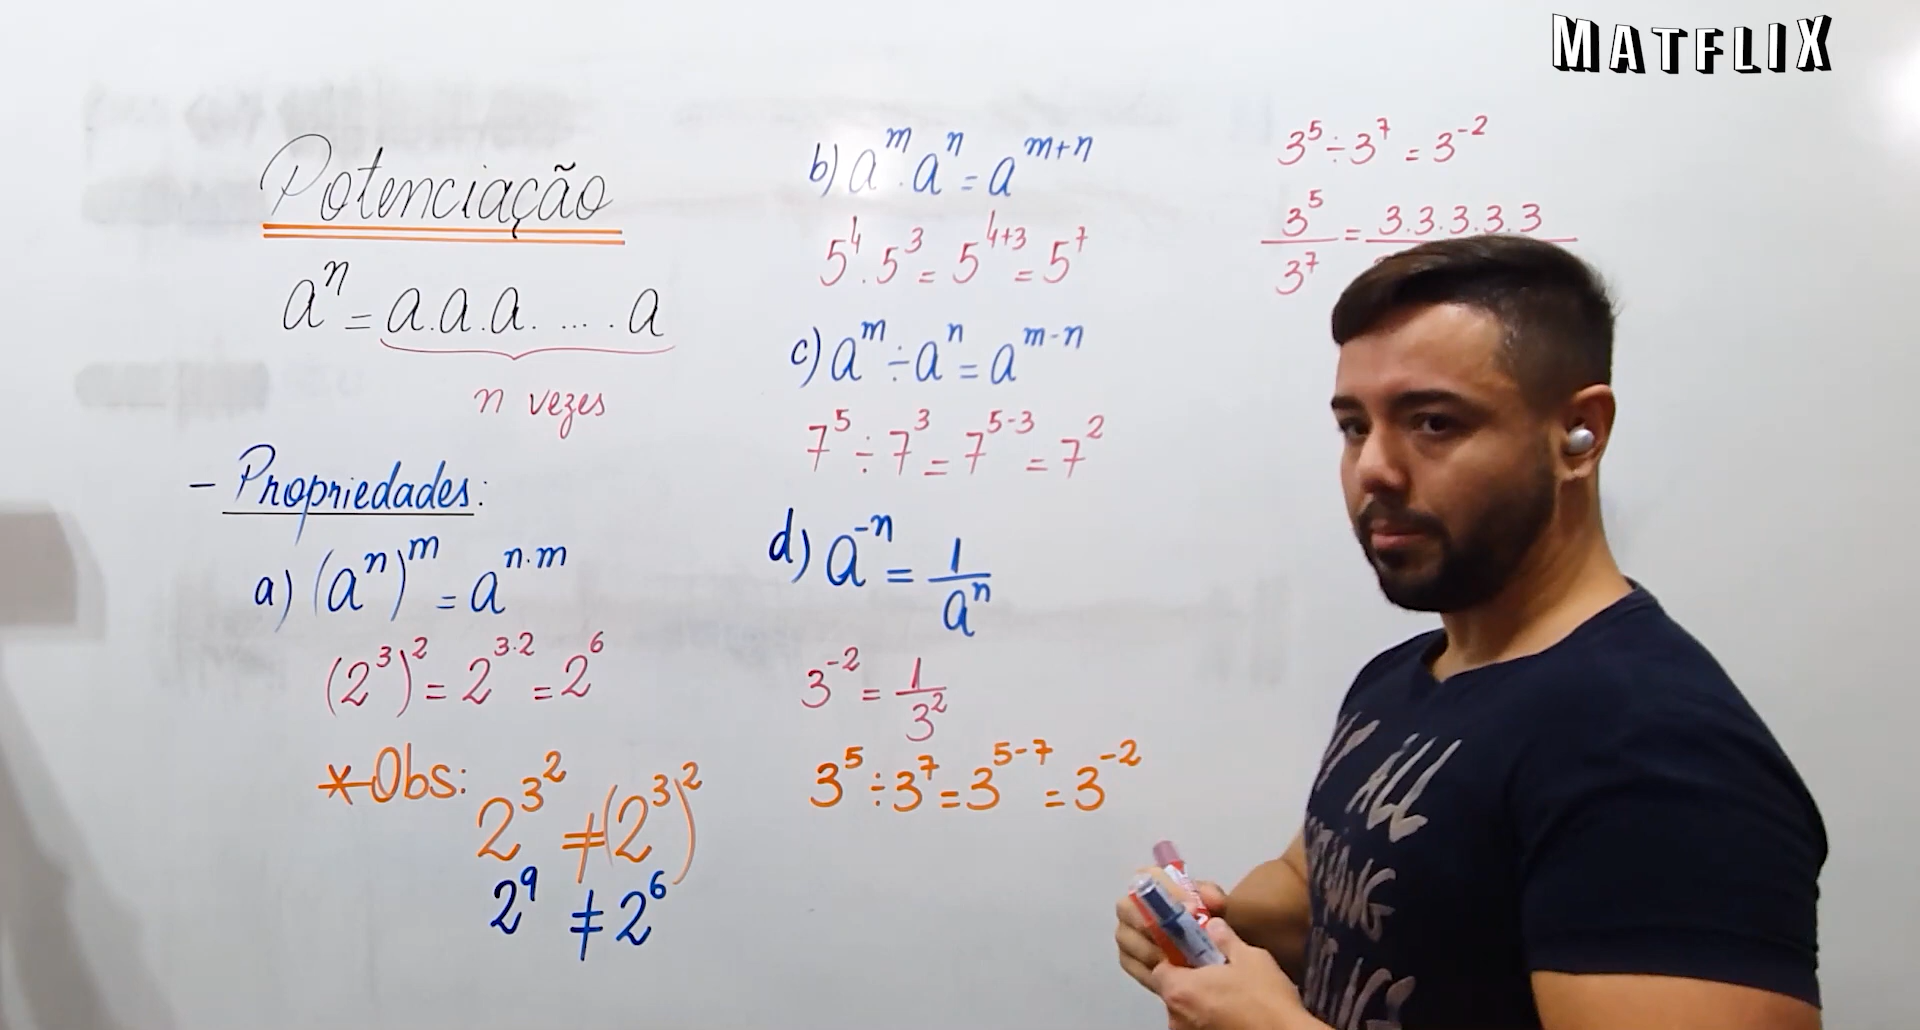 MATFLIX
Potenciação
aⁿ = a.a.a. ... . a
n vezes
- Propriedades:
a) (aⁿ)ᵐ = aⁿ·ᵐ
(2³)² = 2³·² = 2⁶
*Obs: 2^3^2 ≠ (2³)²
2⁹ ≠ 2⁶
b) aᵐ . aⁿ = aᵐ⁺ⁿ
5⁴ . 5³ = 5⁴⁺³ = 5⁷
c) aᵐ ÷ aⁿ = aᵐ⁻ⁿ
7⁵ ÷ 7³ = 7⁵⁻³ = 7²
d) a⁻ⁿ = 1/aⁿ
3⁻² = 1/3²
3⁵ ÷ 3⁷ = 3⁵⁻⁷ = 3⁻²
3⁵ ÷ 3⁷ = 3⁻²
3⁵/3⁷ = 3.3.3.3.3